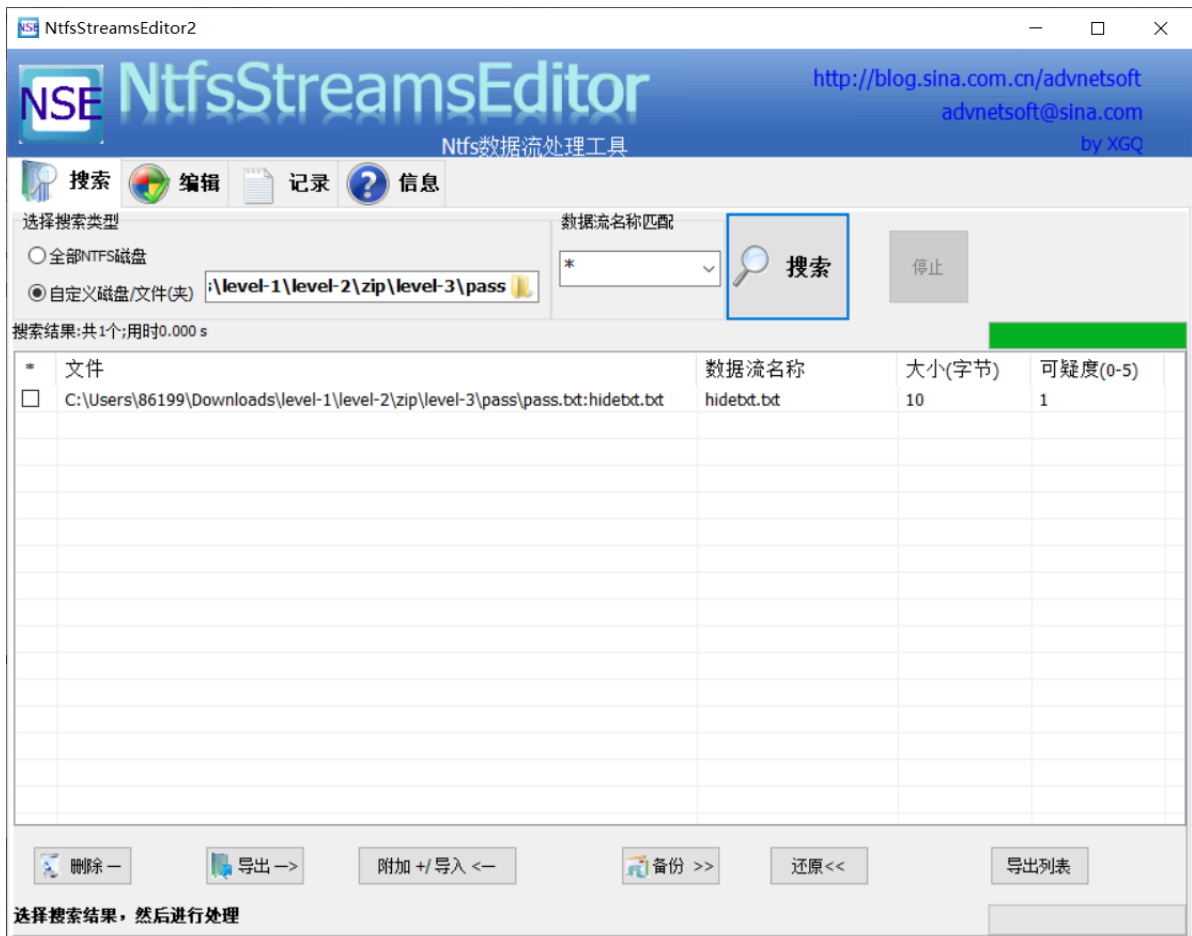 NSE NtfsStreamsEditor2
NSE NtfsStreamsEditor
http://blog.sina.com.cn/advnetsoft
advnetsoft@sina.com
Ntfs数据流处理工具
by XGQ
搜索 编辑 记录 信息
选择搜索类型 数据流名称匹配
全部NTFS磁盘
* 搜索 停止
自定义磁盘/文件(夹) \level-1\level-2\zip\level-3\pass
搜索结果:共1个;用时0.000 s
* 文件 数据流名称 大小(字节) 可疑度(0-5)
C:\Users\86199\Downloads\level-1\level-2\zip\level-3\pass\pass.txt:hidetxt.txt hidetxt.txt 10 1
删除 — 导出 —> 附加 +/导入 <— 备份 >> 还原<< 导出列表
选择搜索结果，然后进行处理